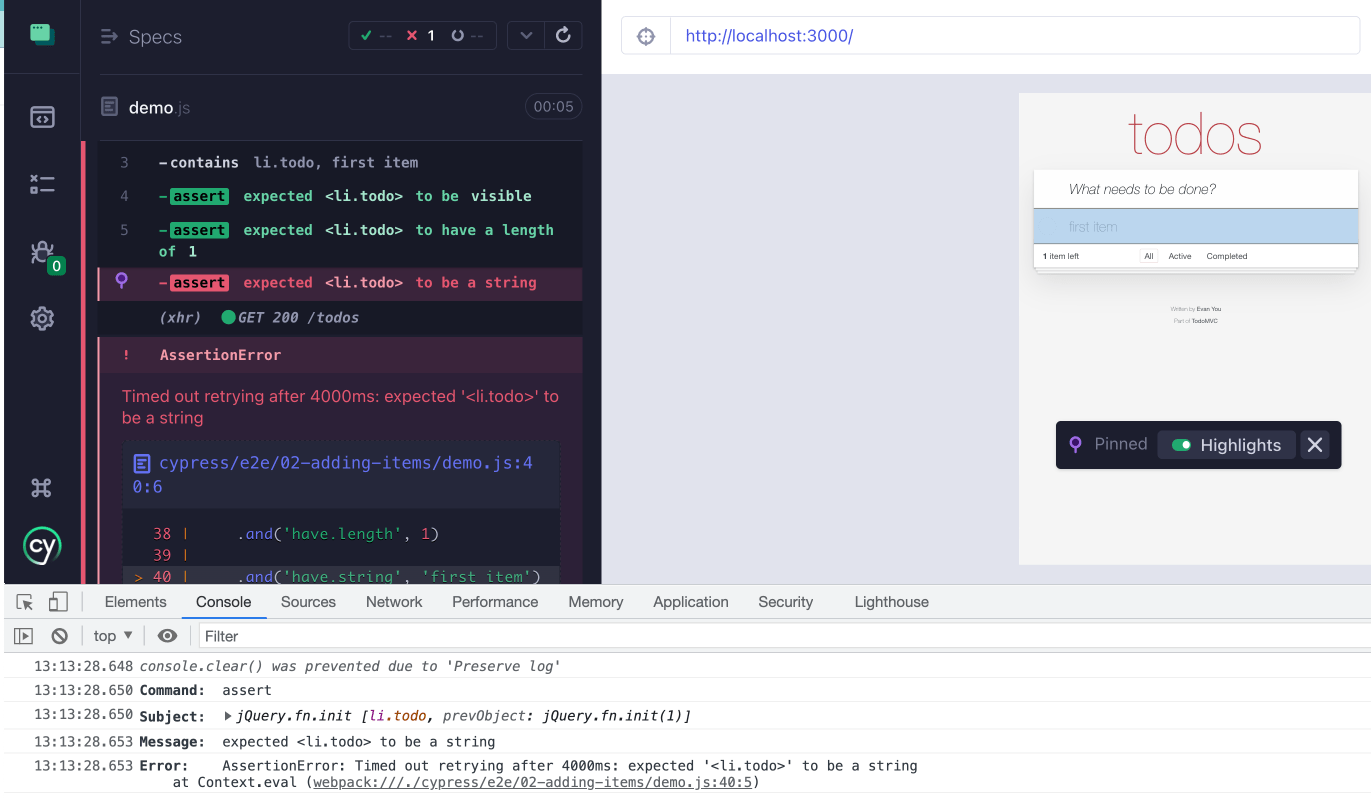 Specs
-- 1 --
demo.js
00:05
3 -contains li.todo, first item
4 -assert expected <li.todo> to be visible
5 -assert expected <li.todo> to have a length
of 1
-assert expected <li.todo> to be a string
(xhr) GET 200 /todos
! AssertionError
Timed out retrying after 4000ms: expected '<li.todo>' to
be a string
cypress/e2e/02-adding-items/demo.js:4
0:6
38 | .and('have.length', 1)
39 |
> 40 | .and('have.string', 'first item')
0
cy
http://localhost:3000/
todos
What needs to be done?
first item
1 item left All Active Completed
Written by Evan You
Part of TodoMVC
Pinned Highlights
Elements Console Sources Network Performance Memory Application Security Lighthouse
top ▼ Filter
13:13:28.648 console.clear() was prevented due to 'Preserve log'
13:13:28.650 Command: assert
13:13:28.650 Subject: ▶ jQuery.fn.init [li.todo, prevObject: jQuery.fn.init(1)]
13:13:28.653 Message: expected <li.todo> to be a string
13:13:28.653 Error: AssertionError: Timed out retrying after 4000ms: expected '<li.todo>' to be a string
at Context.eval (webpack:///./cypress/e2e/02-adding-items/demo.js:40:5)